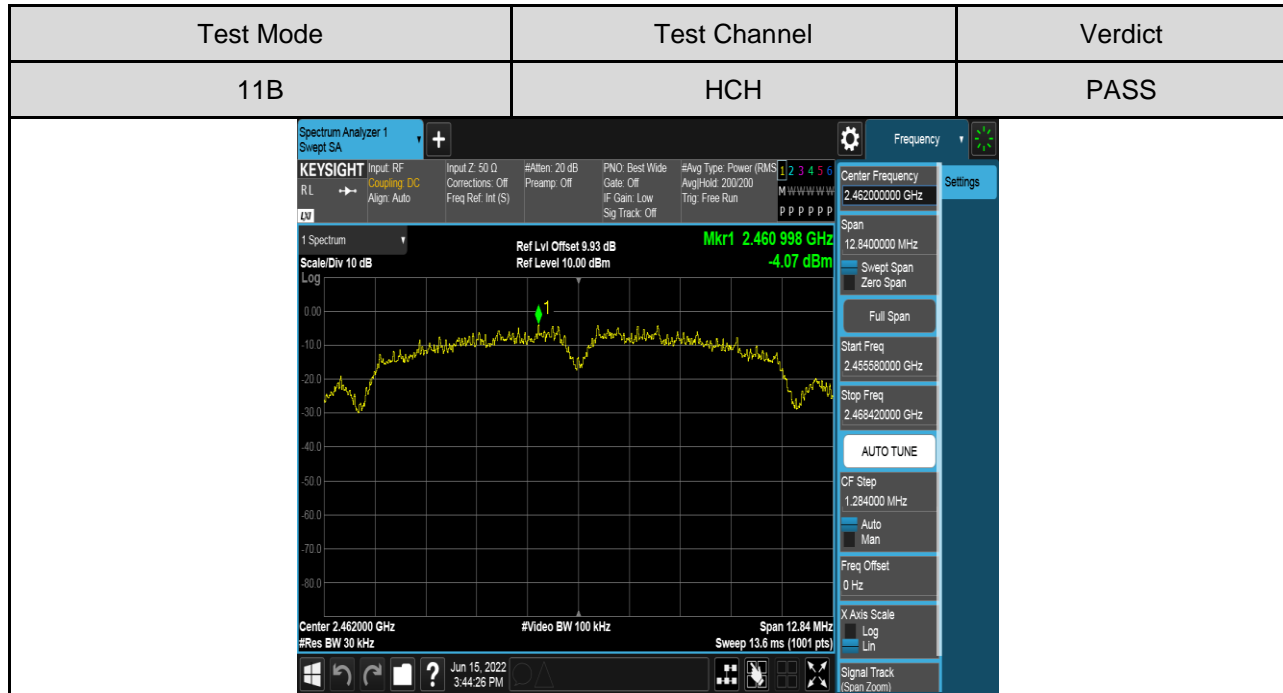 Test Mode
Test Channel
Verdict
11B
HCH
PASS
Spectrum Analyzer 1
Swept SA
+
Frequency
KEYSIGHT
RL
LXI
Input: RF
Coupling: DC
Align: Auto
Input Z: 50 Ω
Corrections: Off
Freq Ref: Int (S)
#Atten: 20 dB
Preamp: Off
PNO: Best Wide
Gate: Off
IF Gain: Low
Sig Track: Off
#Avg Type: Power (RMS
Avg|Hold: 200/200
Trig: Free Run
1 2 3 4 5 6
M W W W W W
P P P P P P
1 Spectrum
Scale/Div 10 dB
Log
Ref Lvl Offset 9.93 dB
Ref Level 10.00 dBm
Mkr1 2.460 998 GHz
-4.07 dBm
1
0.00
-10.0
-20.0
-30.0
-40.0
-50.0
-60.0
-70.0
-80.0
Center 2.462000 GHz
#Res BW 30 kHz
#Video BW 100 kHz
Span 12.84 MHz
Sweep 13.6 ms (1001 pts)
?
Jun 15, 2022
3:44:26 PM
Center Frequency
2.462000000 GHz
Span
12.8400000 MHz
Swept Span
Zero Span
Full Span
Start Freq
2.455580000 GHz
Stop Freq
2.468420000 GHz
AUTO TUNE
CF Step
1.284000 MHz
Auto
Man
Freq Offset
0 Hz
X Axis Scale
Log
Lin
Signal Track
(Span Zoom)
Settings